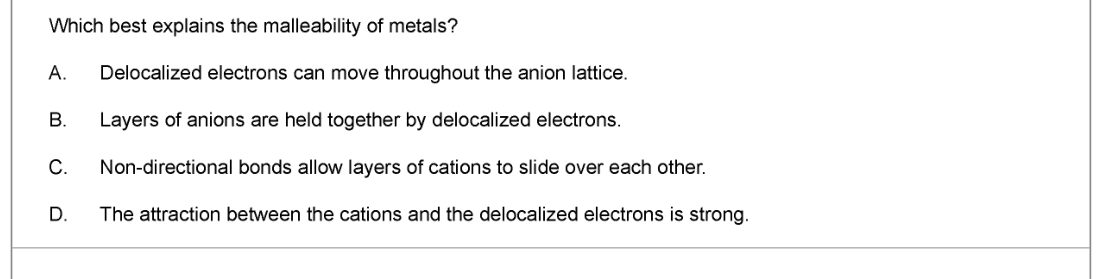 Which best explains the malleability of metals?
A. Delocalized electrons can move throughout the anion lattice.
B. Layers of anions are held together by delocalized electrons.
C. Non-directional bonds allow layers of cations to slide over each other.
D. The attraction between the cations and the delocalized electrons is strong.